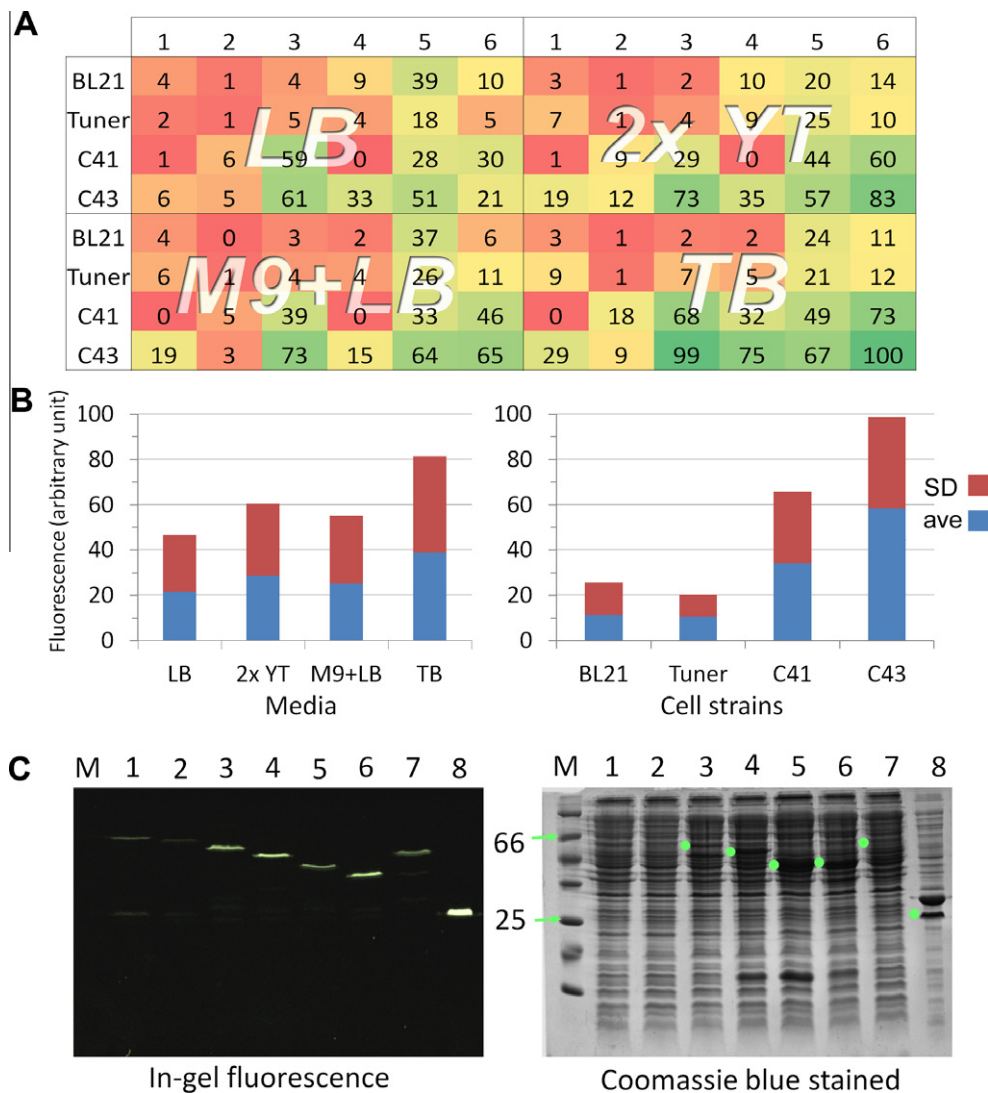 A
1 2 3 4 5 6 1 2 3 4 5 6
BL21 4 1 4 9 39 10 3 1 2 10 20 14
Tuner 2 1 5 4 18 5 7 1 4 9 25 10
LB 2x YT
C41 1 6 59 0 28 30 1 9 29 0 44 60
C43 6 5 61 33 51 21 19 12 73 35 57 83
BL21 4 0 3 2 37 6 3 1 2 2 24 11
Tuner 6 1 4 4 26 11 9 1 7 5 21 12
M9+LB TB
C41 0 5 39 0 33 46 0 18 68 32 49 73
C43 19 3 73 15 64 65 29 9 99 75 67 100
B
Fluorescence (arbitrary unit)
100
80
60
40
20
0
LB 2x YT M9+LB TB
Media
100
80
60
40
20
0
BL21 Tuner C41 C43
Cell strains
SD
ave
C
M 1 2 3 4 5 6 7 8
In-gel fluorescence
M 1 2 3 4 5 6 7 8
66
25
Coomassie blue stained